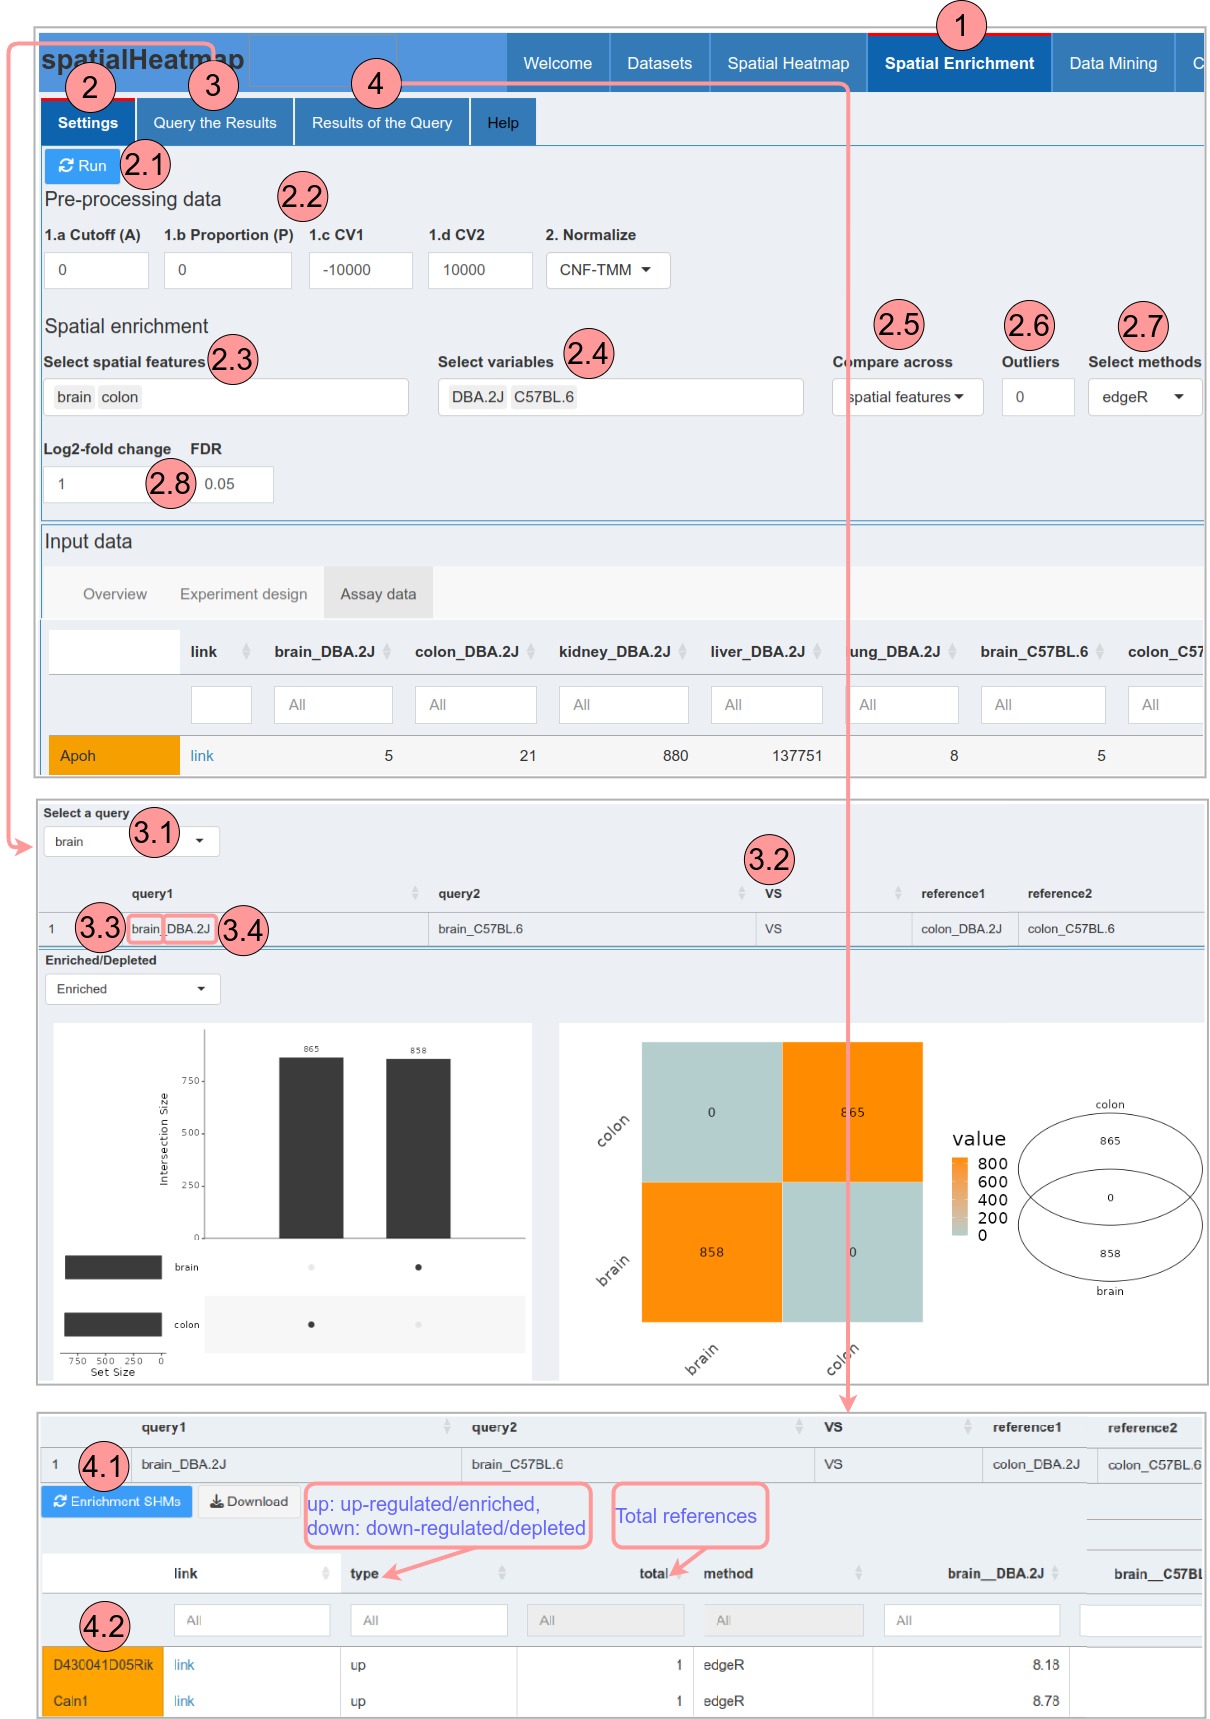 1
spatialHeatmap
Welcome Datasets Spatial Heatmap Spatial Enrichment Data Mining C
2 3 4
Settings Query the Results Results of the Query Help
Run 2.1
Pre-processing data 2.2
1.a Cutoff (A) 1.b Proportion (P) 1.c CV1 1.d CV2 2. Normalize
0 0 -10000 10000 CNF-TMM
Spatial enrichment
2.3 2.4 2.5 2.6 2.7
Select spatial features Select variables Compare across Outliers Select methods
brain colon DBA.2J C57BL.6 spatial features 0 edgeR
Log2-fold change FDR
1 2.8 0.05
Input data
Overview Experiment design Assay data
link brain_DBA.2J colon_DBA.2J kidney_DBA.2J liver_DBA.2J ung_DBA.2J brain_C57BL.6 colon_C57
All All All All All All All
Apoh link 5 21 880 137751 8 5
Select a query
brain 3.1
3.2
query1 query2 VS reference1 reference2
1 3.3 brain_DBA.2J 3.4 brain_C57BL.6 VS colon_DBA.2J colon_C57BL.6
Enriched/Depleted
Enriched
865 858
750
500
250
0
Intersection Size
brain
colon
750 500 250 0
Set Size
colon 0 865
brain 858 0
brain colon
value
800
600
400
200
0
colon
865
0
858
brain
query1 query2 VS reference1 reference2
1 4.1 brain_DBA.2J brain_C57BL.6 VS colon_DBA.2J colon_C57BL.6
Enrichment SHMs Download
up: up-regulated/enriched,
down: down-regulated/depleted
Total references
link type total method brain__DBA.2J brain__C57BL
4.2 All All All All All
D430041D05Rik link up 1 edgeR 8.18
Caln1 link up 1 edgeR 8.78